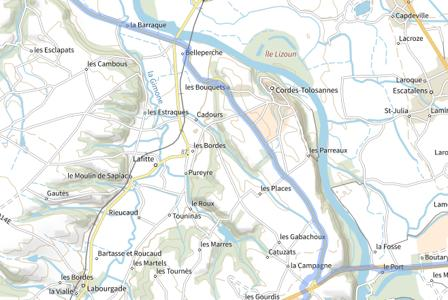 Capdeville
la Barraque
Lacroze
les Esclapats
Belleperche
Île Lizoun
les Cambous
Laroque
Escatalens
la Gimone
les Bouquets
Cordes-Tolosannes
les Estraques
Cadours
St-Julia
les Bordes
les Parreaux
Lafitte
le Moulin de Sapiac
Pureyre
Gautès
les Places
le Roux
Rieucaud
Touninas
les Gabachoux
les Marres
la Fosse
Bartasse et Roucaud
Catuzats
les Martels
la Campagne
le Port
les Tournès
les Bordes
la Vialle
Labourgade
les Gourdis